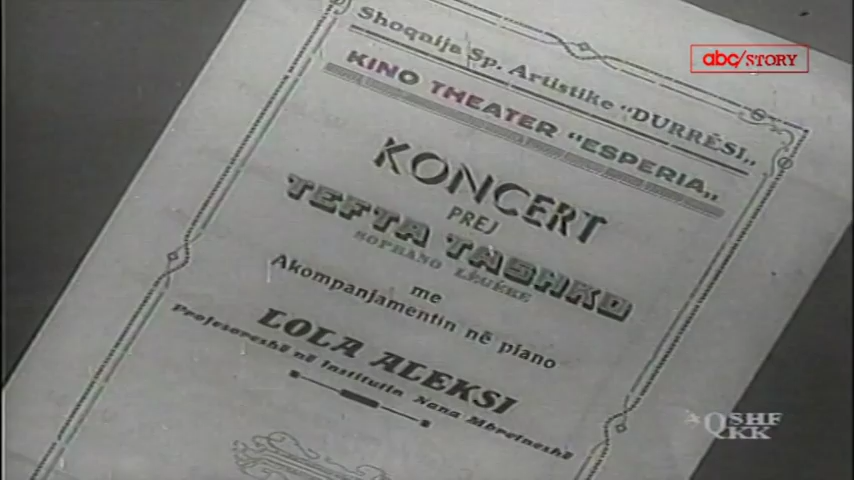 abc/STORY
Shoqnija Sp. Artistike "DURRËSI„
KINO THEATER "ESPERIA„
KONCERT
PREJ
TEFTA TASHKO
SOPRANO LEGERE
me
Akompanjamentin në piano
LOLA ALEKSI
Profesoreshë në Institutin Nana Mbretneshë
QSHF
KK